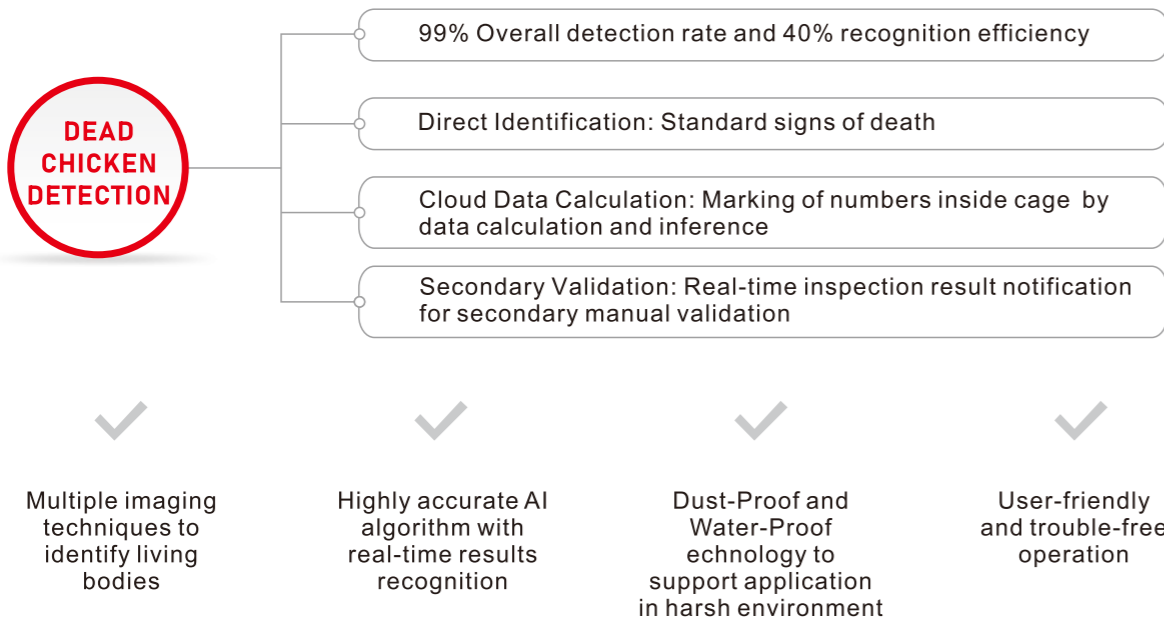 DEAD
CHICKEN
DETECTION
99% Overall detection rate and 40% recognition efficiency
Direct Identification: Standard signs of death
Cloud Data Calculation: Marking of numbers inside cage by
data calculation and inference
Secondary Validation: Real-time inspection result notification
for secondary manual validation
Multiple imaging
techniques to
identify living
bodies
Highly accurate AI
algorithm with
real-time results
recognition
Dust-Proof and
Water-Proof
echnology to
support application
in harsh environment
User-friendly
and trouble-free
operation